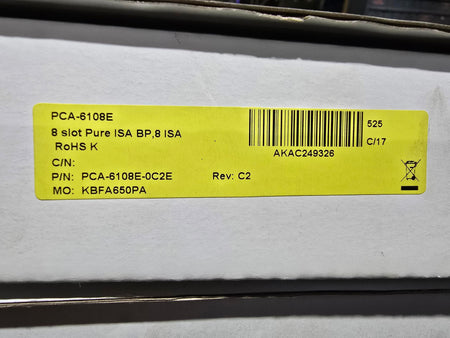 PCA-6108E
8 slot Pure ISA BP,8 ISA
RoHS K
C/N:
P/N: PCA-6108E-0C2E Rev: C2
MO: KBFA650PA
AKAC249326
525
C/17